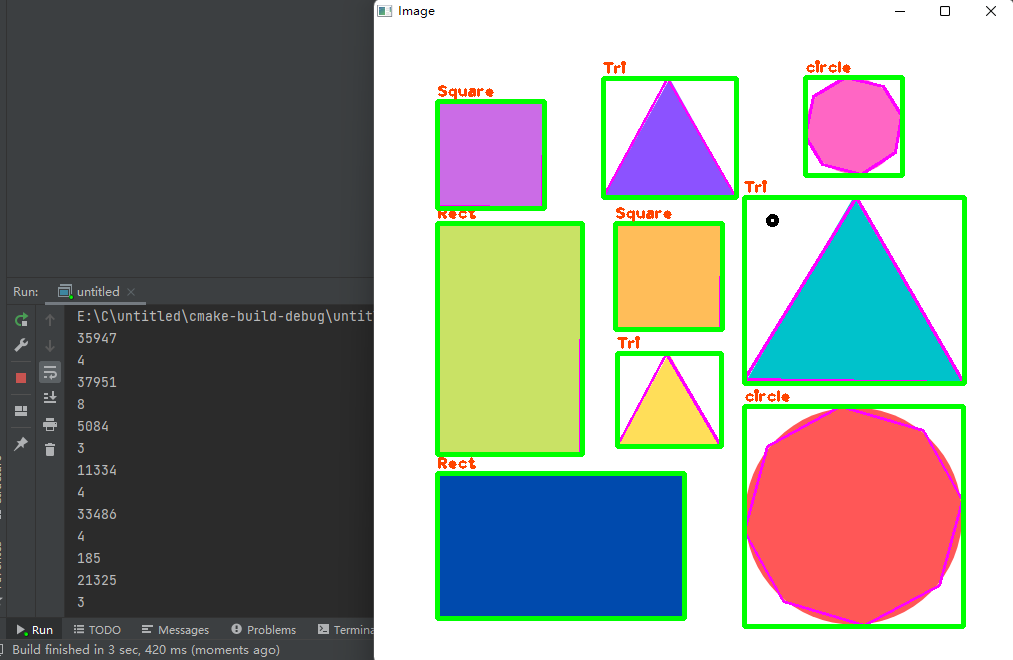 Image
circle
Tri
Square
Tri
Rect
Square
Tri
circle
Rect
Run:
untitled
E:\C\untitled\cmake-build-debug\untit
35947
4
37951
8
5084
3
11334
4
33486
4
185
21325
3
Run
TODO
Messages
Problems
Termina
Build finished in 3 sec, 420 ms (moments ago)